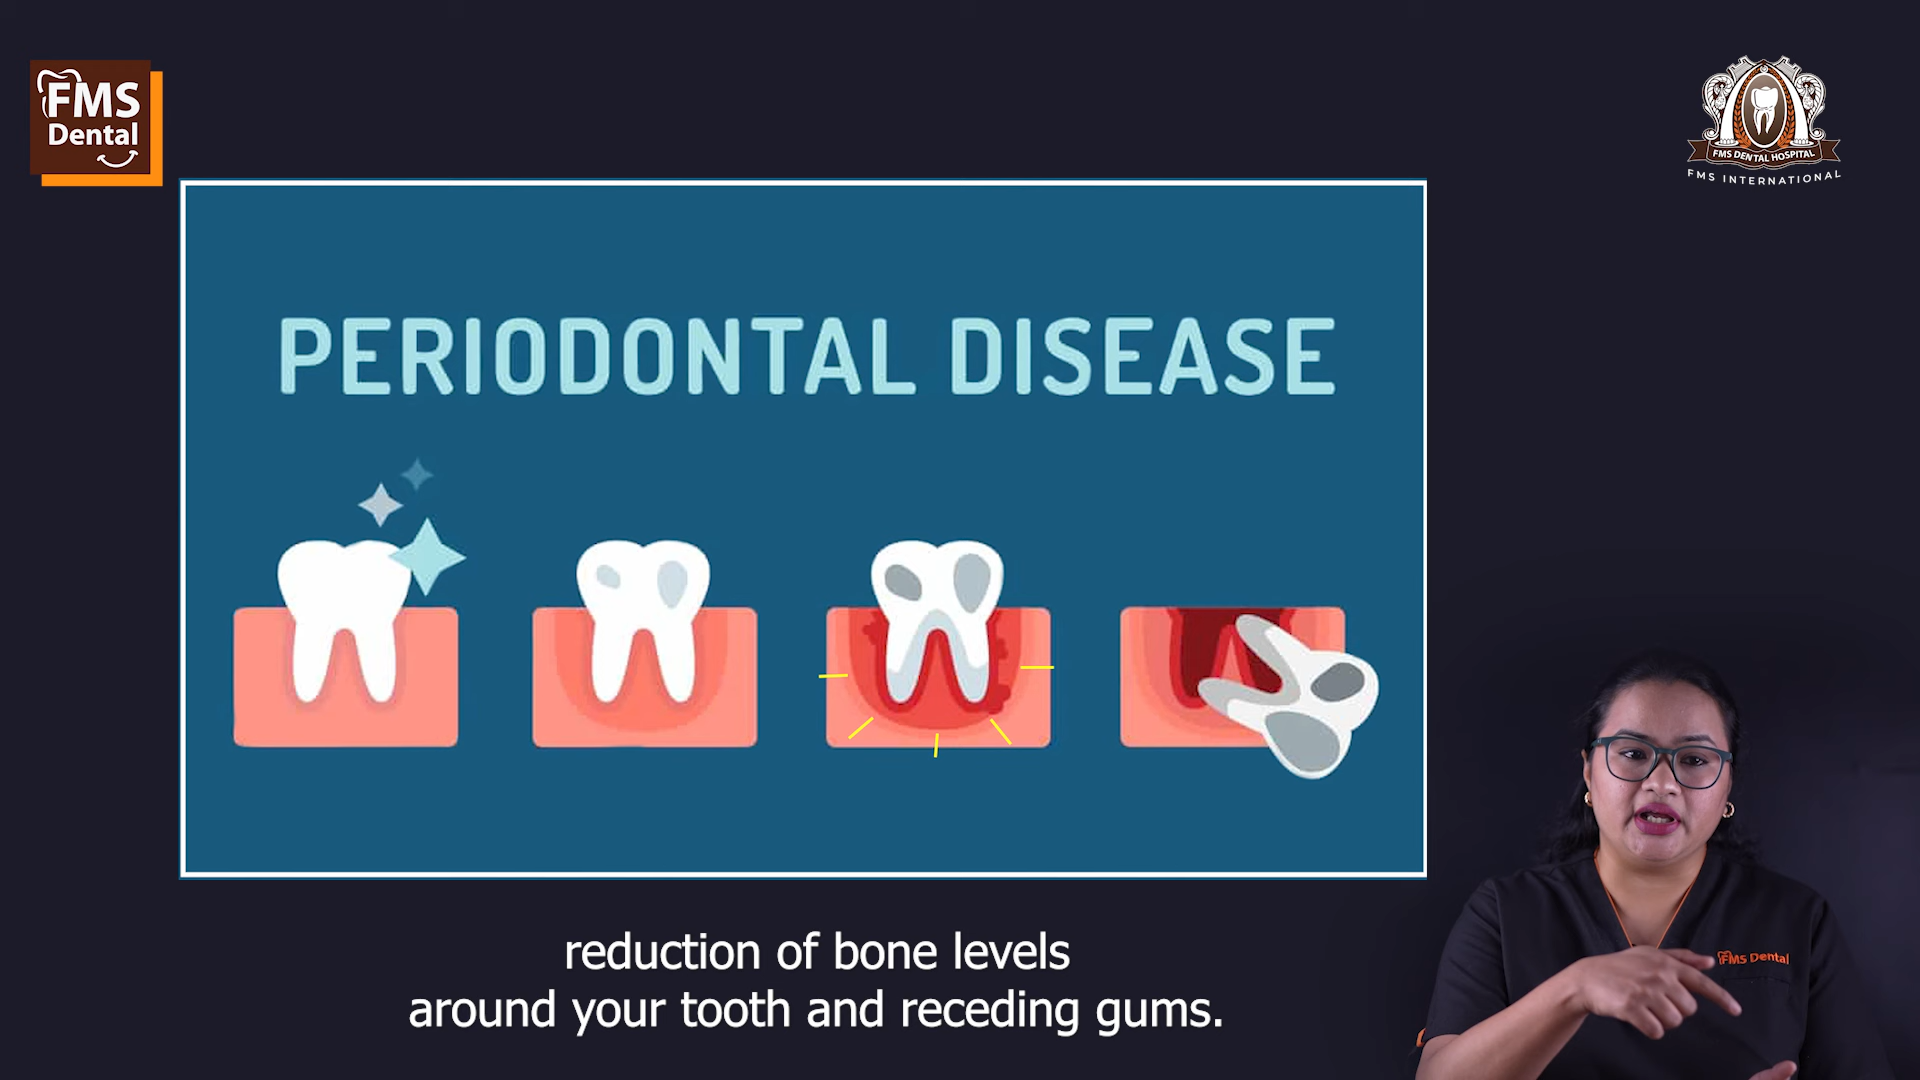 FMS
Dental
FMS DENTAL HOSPITAL
FMS INTERNATIONAL
PERIODONTAL DISEASE
FMS Dental
reduction of bone levels
around your tooth and receding gums.